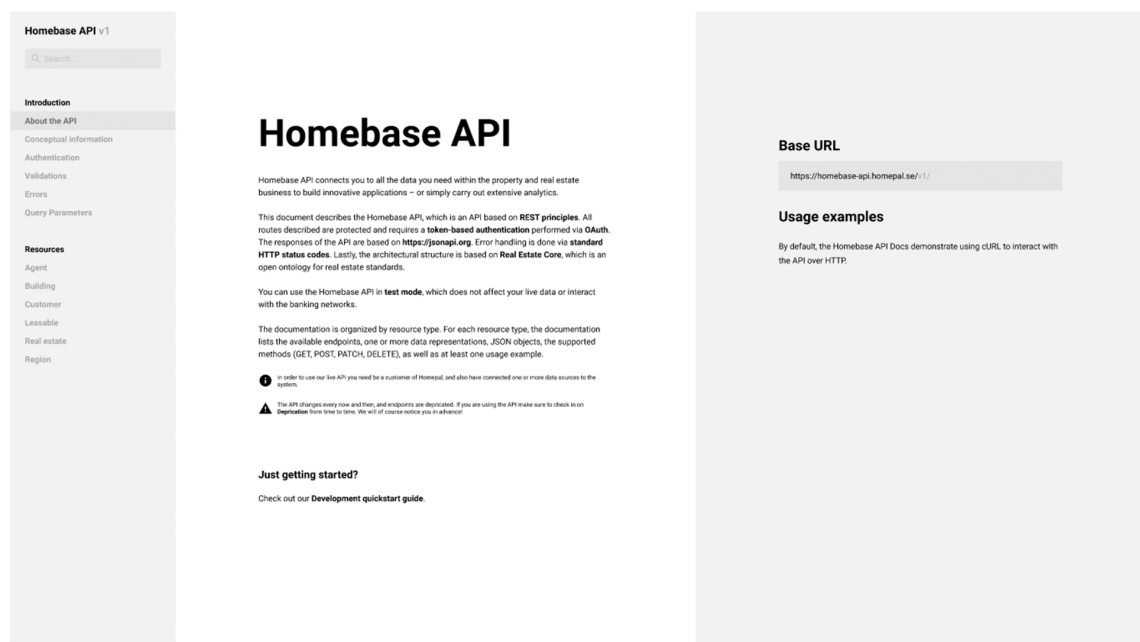 Homebase API v1
Search...
Introduction
About the API
Conceptual information
Authentication
Validations
Errors
Query Parameters
Resources
Agent
Building
Customer
Leasable
Real estate
Region
Homebase API
Homebase API connects you to all the data you need within the property and real estate
business to build innovative applications – or simply carry out extensive analytics.
This document describes the Homebase API, which is an API based on REST principles. All
routes described are protected and requires a token-based authentication performed via OAuth.
The responses of the API are based on https://jsonapi.org. Error handling is done via standard
HTTP status codes. Lastly, the architectural structure is based on Real Estate Core, which is an
open ontology for real estate standards.
You can use the Homebase API in test mode, which does not affect your live data or interact
with the banking networks.
The documentation is organized by resource type. For each resource type, the documentation
lists the available endpoints, one or more data representations, JSON objects, the supported
methods (GET, POST, PATCH, DELETE), as well as at least one usage example.
In order to use our live API you need be a customer of Homepal, and also have connected one or more data sources to the
system.
The API changes every now and then, and endpoints are depricated. If you are using the API make sure to check in on
Deprication from time to time. We will of course notice you in advance!
Just getting started?
Check out our Development quickstart guide.
Base URL
https://homebase-api.homepal.se/v1/
Usage examples
By default, the Homebase API Docs demonstrate using cURL to interact with
the API over HTTP.